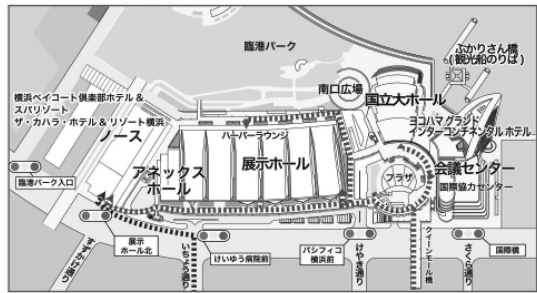 臨港パーク
ぷかりさん橋
(観光船のりば)
南口広場
国立大ホール
横浜ベイコート倶楽部ホテル &
スパリゾート
ザ・カハラ・ホテル & リゾート横浜
ノース
ヨコハマ グランド
インターコンチネンタル ホテル
ハーバーラウンジ
展示ホール
アネックス
ホール
会議センター
プラザ
国際協力センター
臨港パーク入口
展示
ホール北
けいゆう病院前
パシフィコ
横浜前
国際橋
すずかけ通り
いちょう通り
けやき通り
クイーンモール橋
さくら通り